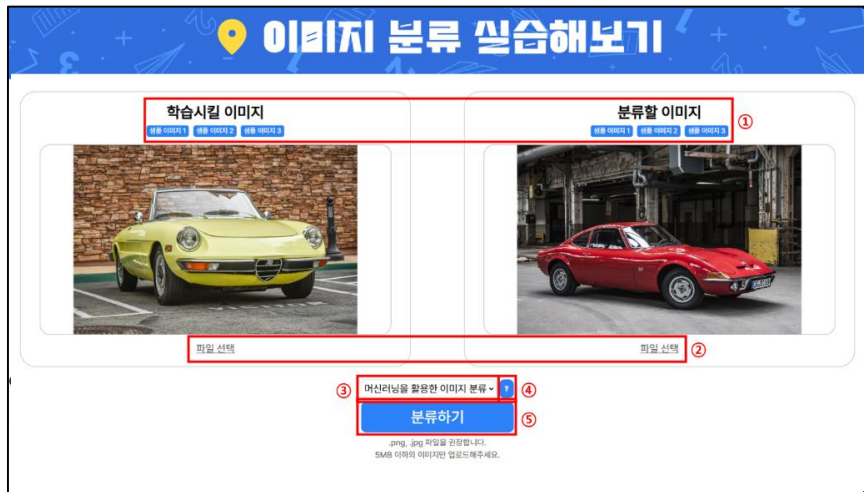 이미지 분류 실습해보기
학습시킬 이미지
샘플 이미지 1 샘플 이미지 2 샘플 이미지 3
분류할 이미지
샘플 이미지 1 샘플 이미지 2 샘플 이미지 3
①
파일 선택
파일 선택
②
③
머신러닝을 활용한 이미지 분류
?
④
분류하기
⑤
.png, .jpg 파일을 권장합니다.
5MB 이하의 이미지만 업로드해주세요.